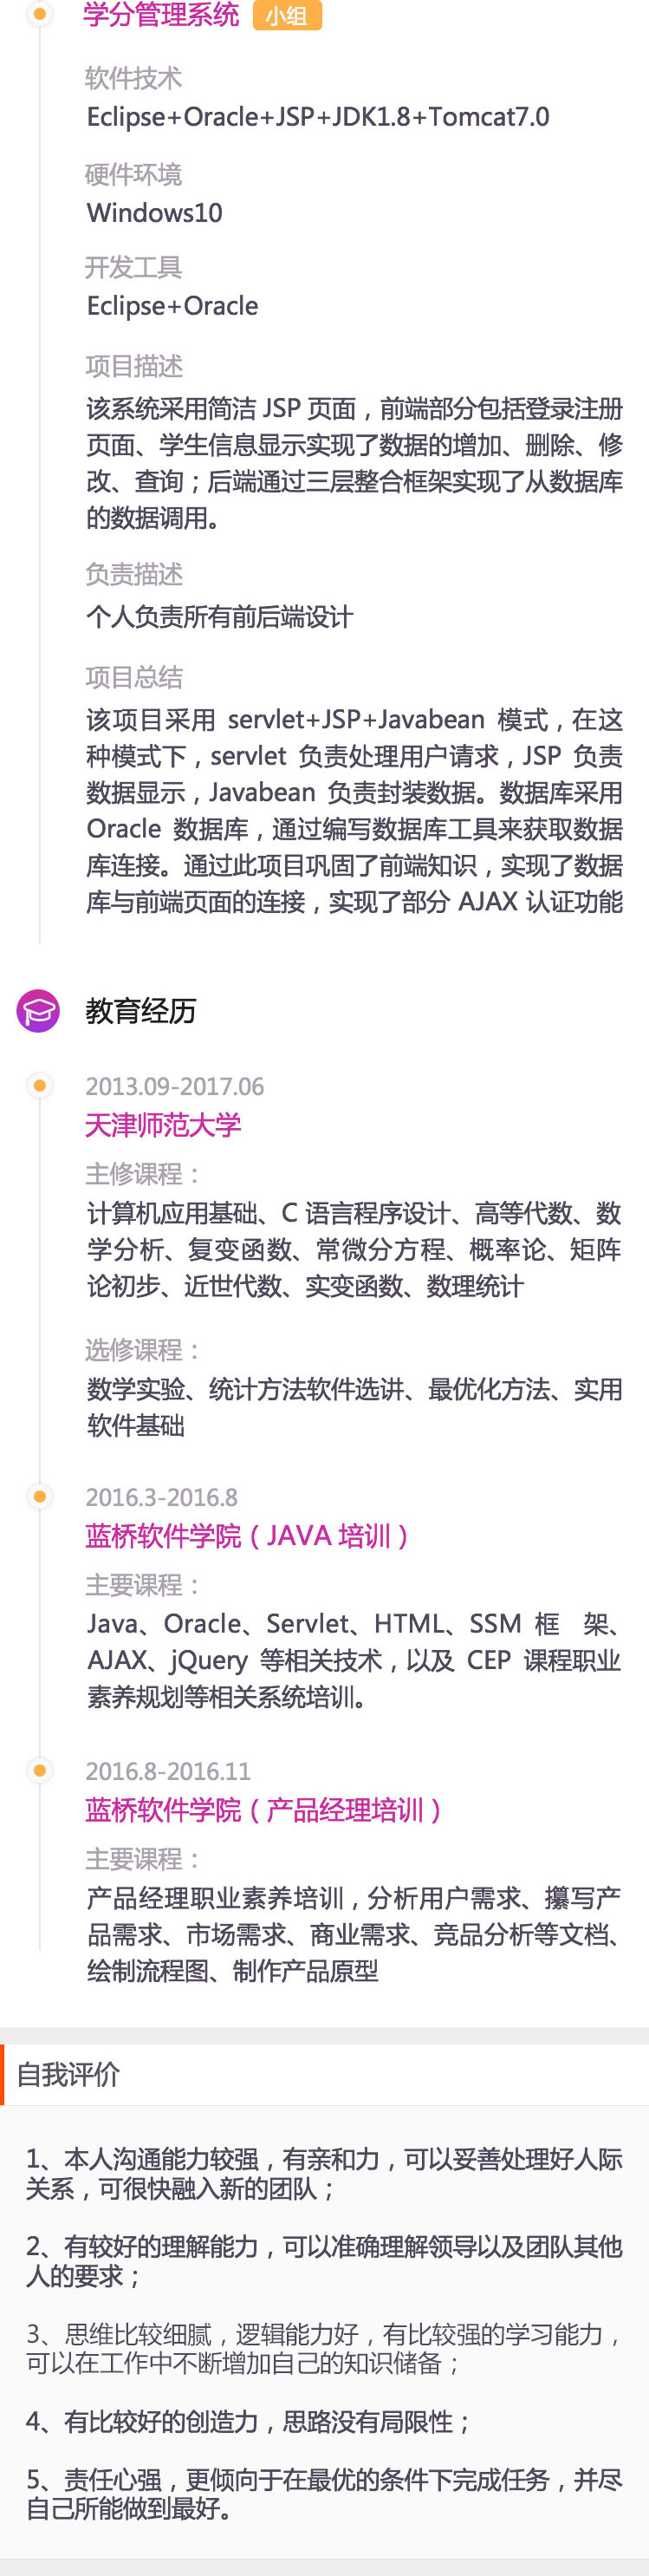 学分管理系统 小组
软件技术
Eclipse+Oracle+JSP+JDK1.8+Tomcat7.0
硬件环境
Windows10
开发工具
Eclipse+Oracle
项目描述
该系统采用简洁 JSP 页面，前端部分包括登录注册
页面、学生信息显示实现了数据的增加、删除、修
改、查询；后端通过三层整合框架实现了从数据库
的数据调用。
负责描述
个人负责所有前后端设计
项目总结
该项目采用 servlet+JSP+Javabean 模式，在这
种模式下，servlet 负责处理用户请求，JSP 负责
数据显示，Javabean 负责封装数据。数据库采用
Oracle 数据库，通过编写数据库工具来获取数据
库连接。通过此项目巩固了前端知识，实现了数据
库与前端页面的连接，实现了部分 AJAX 认证功能
教育经历
2013.09-2017.06
天津师范大学
主修课程：
计算机应用基础、C 语言程序设计、高等代数、数
学分析、复变函数、常微分方程、概率论、矩阵
论初步、近世代数、实变函数、数理统计
选修课程：
数学实验、统计方法软件选讲、最优化方法、实用
软件基础
2016.3-2016.8
蓝桥软件学院（JAVA 培训）
主要课程：
Java、Oracle、Servlet、HTML、SSM 框 架、
AJAX、jQuery 等相关技术，以及 CEP 课程职业
素养规划等相关系统培训。
2016.8-2016.11
蓝桥软件学院（产品经理培训）
主要课程：
产品经理职业素养培训，分析用户需求、攥写产
品需求、市场需求、商业需求、竞品分析等文档、
绘制流程图、制作产品原型
自我评价
1、本人沟通能力较强，有亲和力，可以妥善处理好人际
关系，可很快融入新的团队；
2、有较好的理解能力，可以准确理解领导以及团队其他
人的要求；
3、思维比较细腻，逻辑能力好，有比较强的学习能力，
可以在工作中不断增加自己的知识储备；
4、有比较好的创造力，思路没有局限性；
5、责任心强，更倾向于在最优的条件下完成任务，并尽
自己所能做到最好。